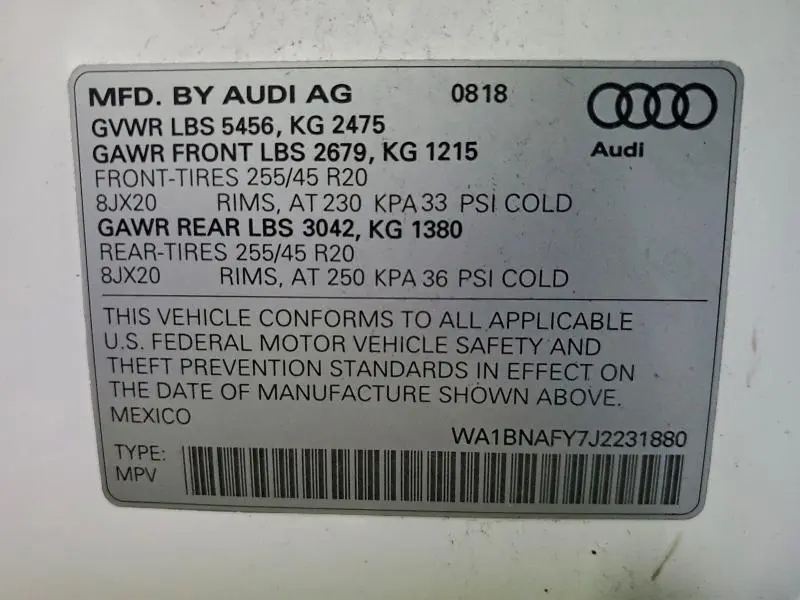 MFD. BY AUDI AG 0818
GVWR LBS 5456, KG 2475
GAWR FRONT LBS 2679, KG 1215
Audi
FRONT-TIRES 255/45 R20
8JX20 RIMS, AT 230 KPA 33 PSI COLD
GAWR REAR LBS 3042, KG 1380
REAR-TIRES 255/45 R20
8JX20 RIMS, AT 250 KPA 36 PSI COLD
THIS VEHICLE CONFORMS TO ALL APPLICABLE
U.S. FEDERAL MOTOR VEHICLE SAFETY AND
THEFT PREVENTION STANDARDS IN EFFECT ON
THE DATE OF MANUFACTURE SHOWN ABOVE.
MEXICO
WA1BNAFY7J2231880
TYPE:
MPV